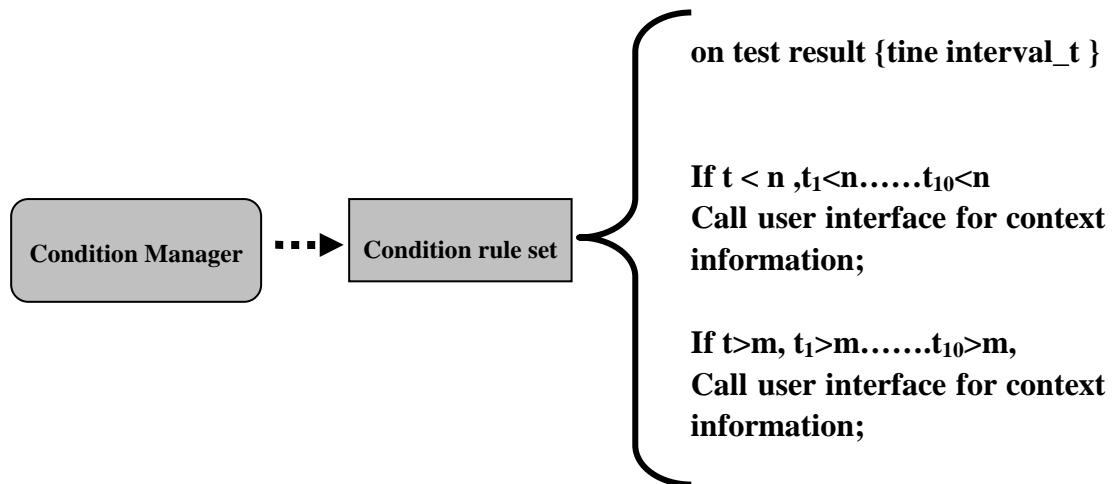 on test result {tine interval_t }
If t < n ,t₁<n……t₁₀<n
Call user interface for context
information;
Condition Manager
Condition rule set
If t>m, t₁>m…….t₁₀>m,
Call user interface for context
information;